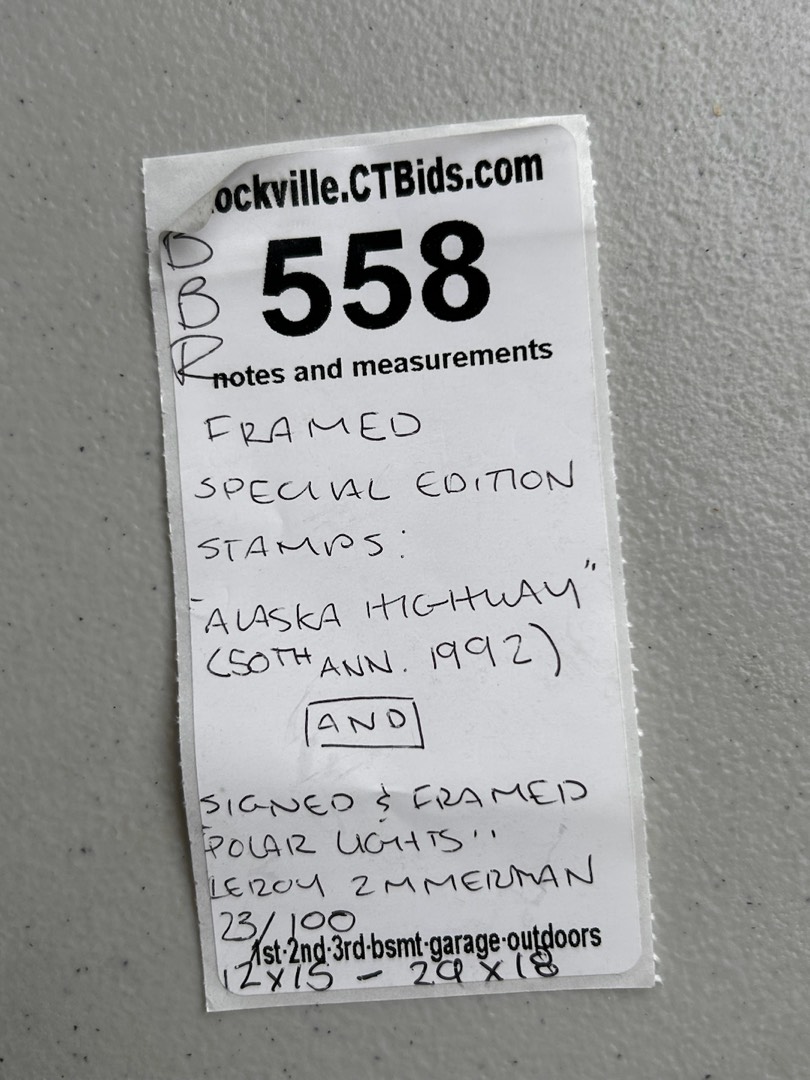 ockville.CTBids.com
B
B
R
558
notes and measurements
FRAMED
SPECIAL EDITION
STAMPS:
"ALASKA HIGHWAY"
(50TH ANN. 1992)
AND
SIGNED & FRAMED
"POLAR LIGHTS"
LEROY ZMMERMAN
23/100
1st·2nd·3rd·bsmt·garage·outdoors
12x15 - 29x18